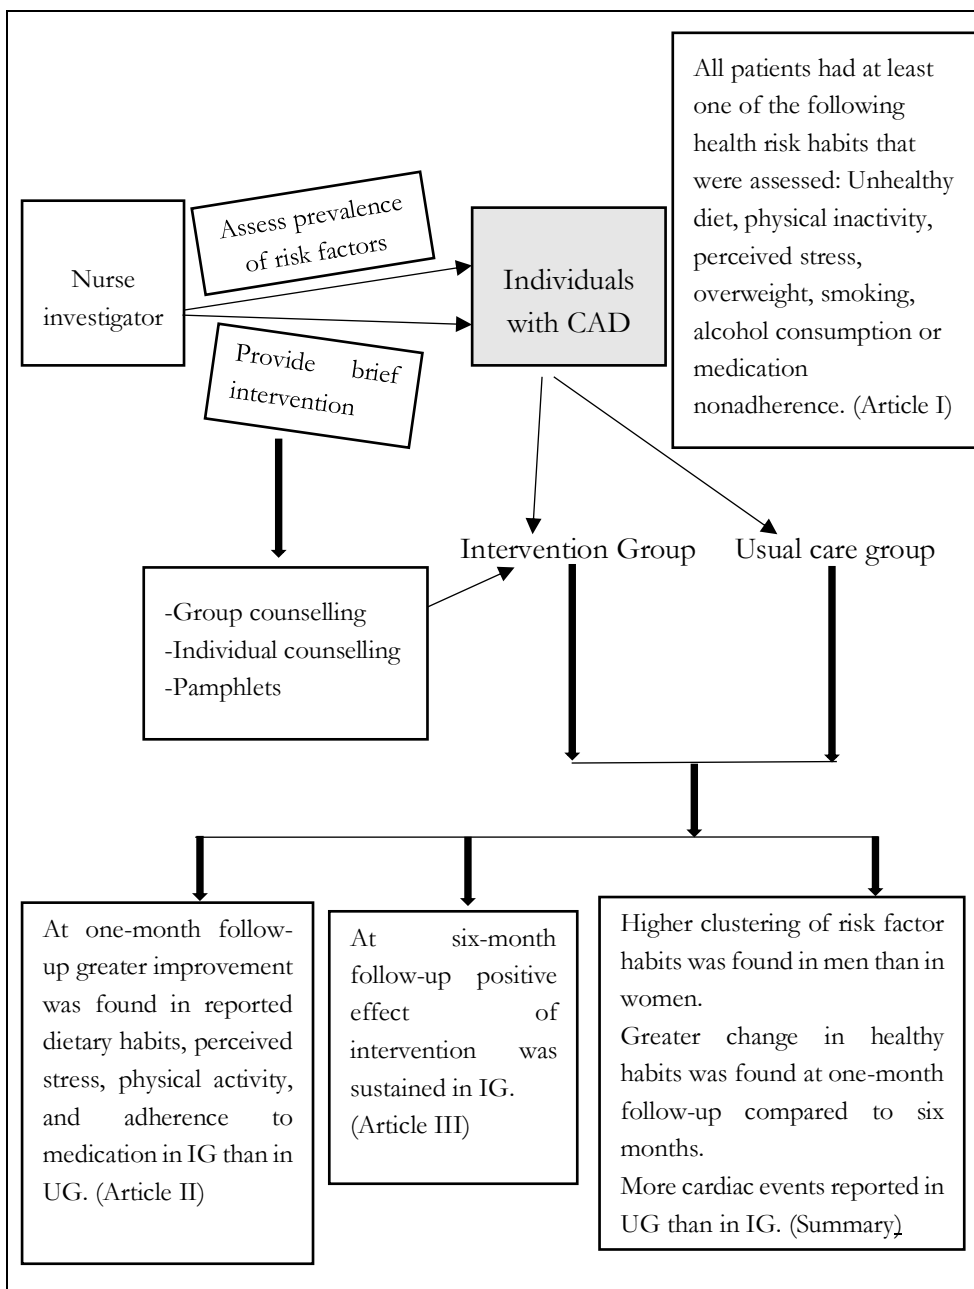 All patients had at least
one of the following
health risk habits that
were assessed: Unhealthy
diet, physical inactivity,
perceived stress,
overweight, smoking,
alcohol consumption or
medication
nonadherence. (Article I)
Assess prevalence
of risk factors
Nurse
investigator
Individuals
with CAD
Provide brief
intervention
Intervention Group
Usual care group
-Group counselling
-Individual counselling
-Pamphlets
At one-month follow-
up greater improvement
was found in reported
dietary habits, perceived
stress, physical activity,
and adherence to
medication in IG than in
UG. (Article II)
At six-month
follow-up positive
effect of
intervention was
sustained in IG.
(Article III)
Higher clustering of risk factor
habits was found in men than in
women.
Greater change in healthy
habits was found at one-month
follow-up compared to six
months.
More cardiac events reported in
UG than in IG. (Summary)